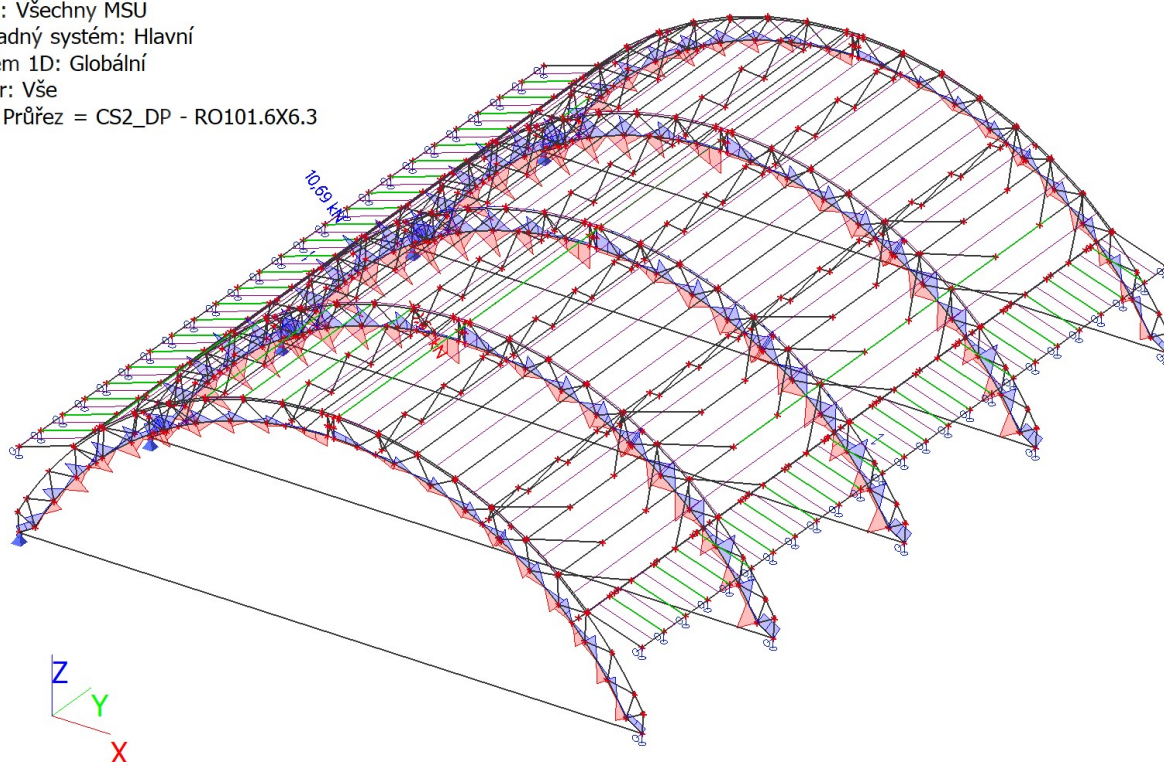 : Všechny MSU
adný systém: Hlavní
em 1D: Globální
r: Vše
Průřez = CS2_DP - RO101.6X6.3
10,69 kN
Z
Y
X